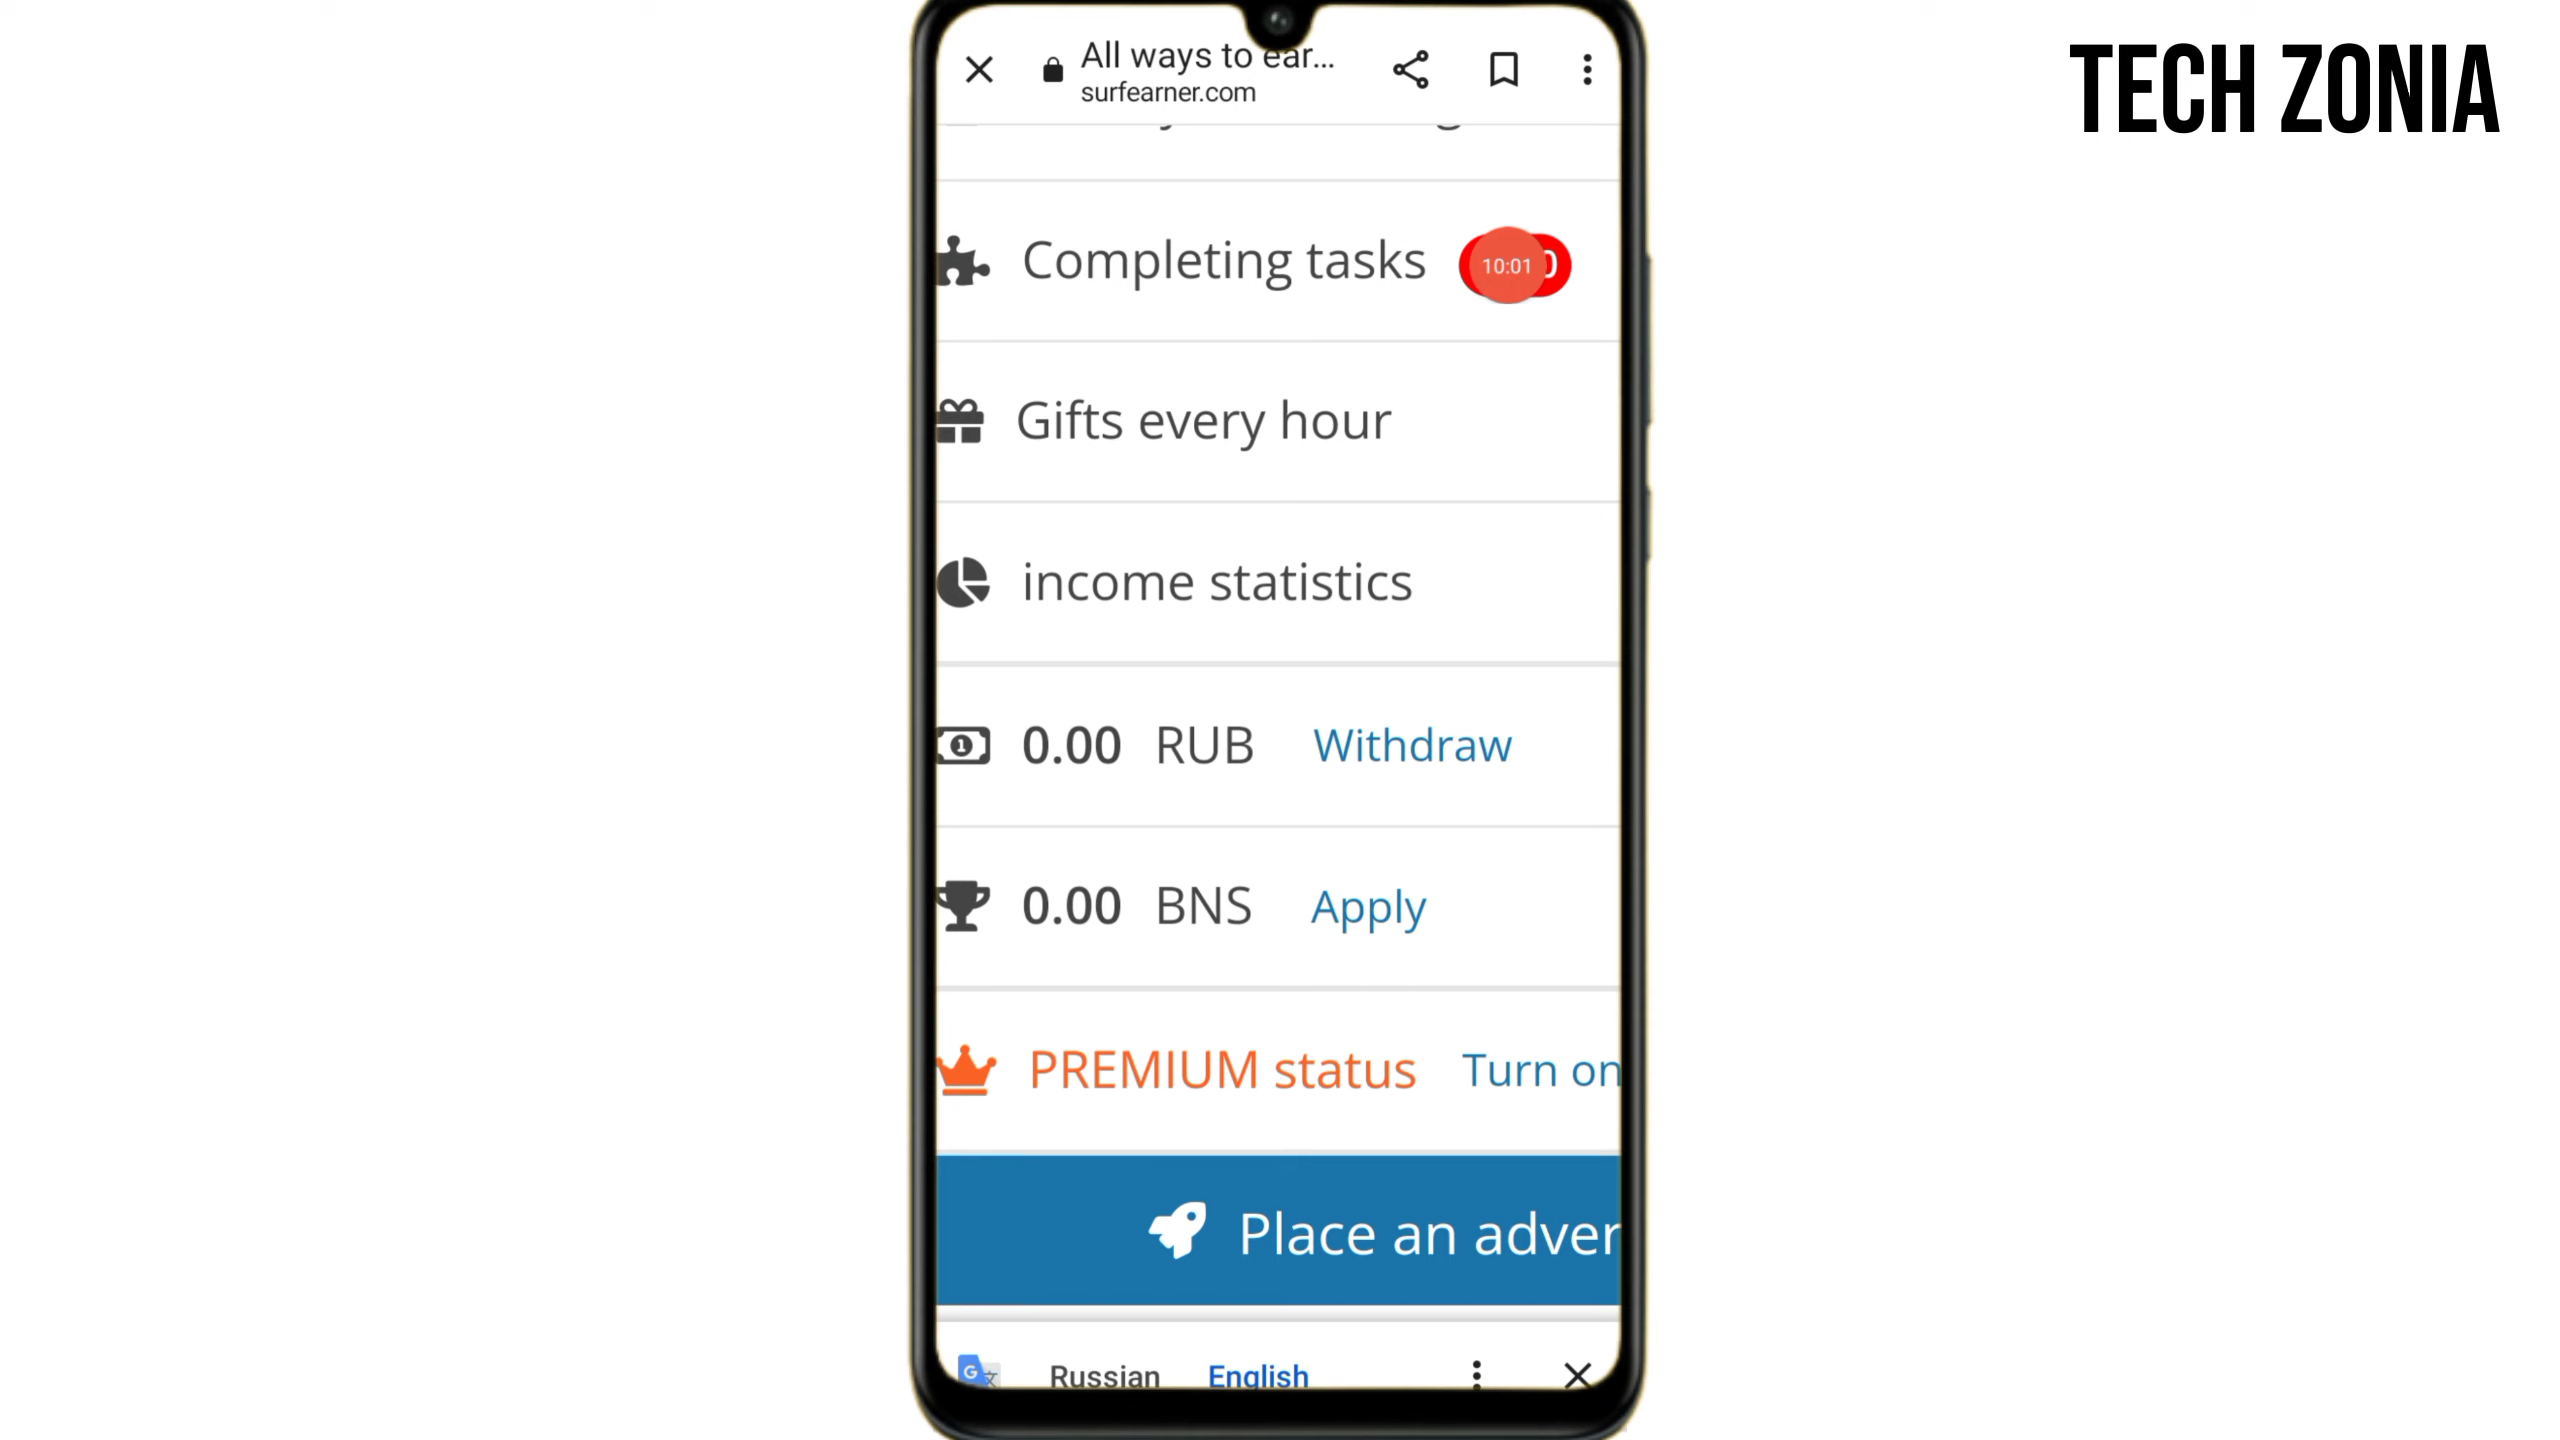 TECH ZONIA
All ways to ear...
surfearner.com
Completing tasks
10:01
Gifts every hour
income statistics
0.00 RUB Withdraw
0.00 BNS Apply
PREMIUM status Turn on
Place an adver
Russian English